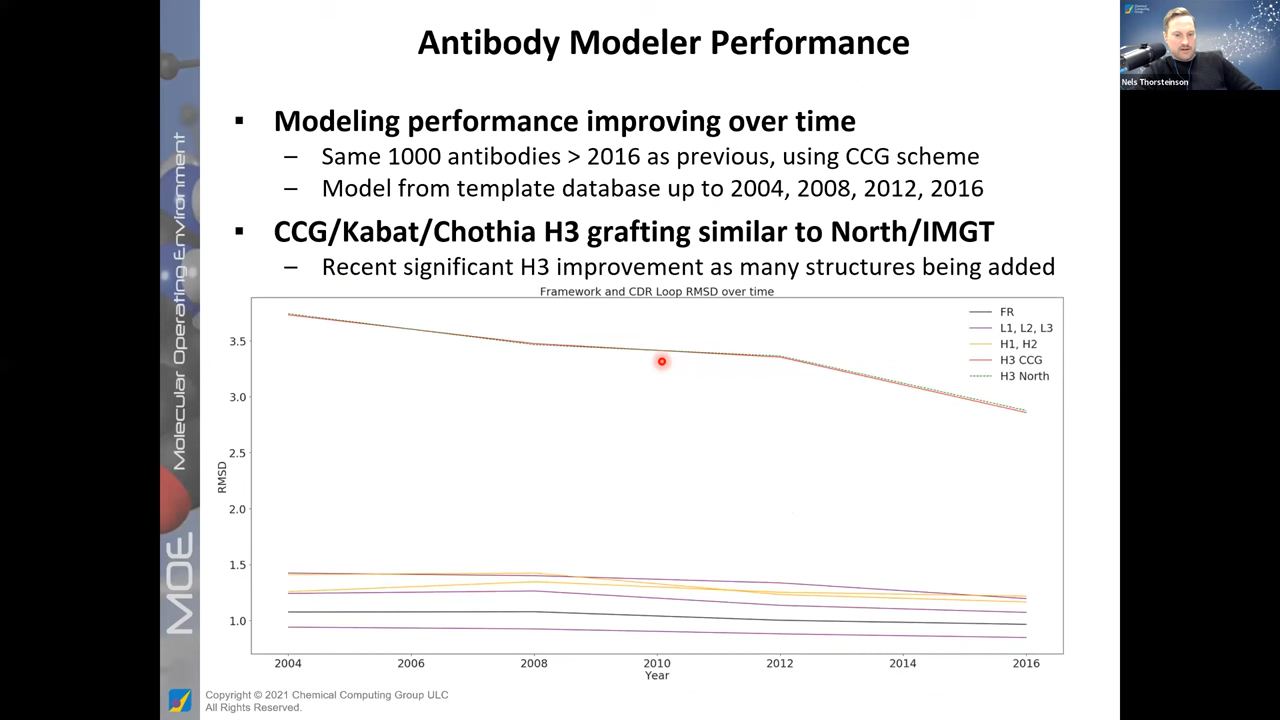 Antibody Modeler Performance
Chemical Computing Group
Nels Thorsteinson
Molecular Operating Environment
MOE
▪ Modeling performance improving over time
– Same 1000 antibodies > 2016 as previous, using CCG scheme
– Model from template database up to 2004, 2008, 2012, 2016
▪ CCG/Kabat/Chothia H3 grafting similar to North/IMGT
– Recent significant H3 improvement as many structures being added
Framework and CDR Loop RMSD over time
FR
L1, L2, L3
H1, H2
H3 CCG
H3 North
RMSD
3.5
3.0
2.5
2.0
1.5
1.0
2004 2006 2008 2010 2012 2014 2016
Year
Copyright © 2021 Chemical Computing Group ULC
All Rights Reserved.